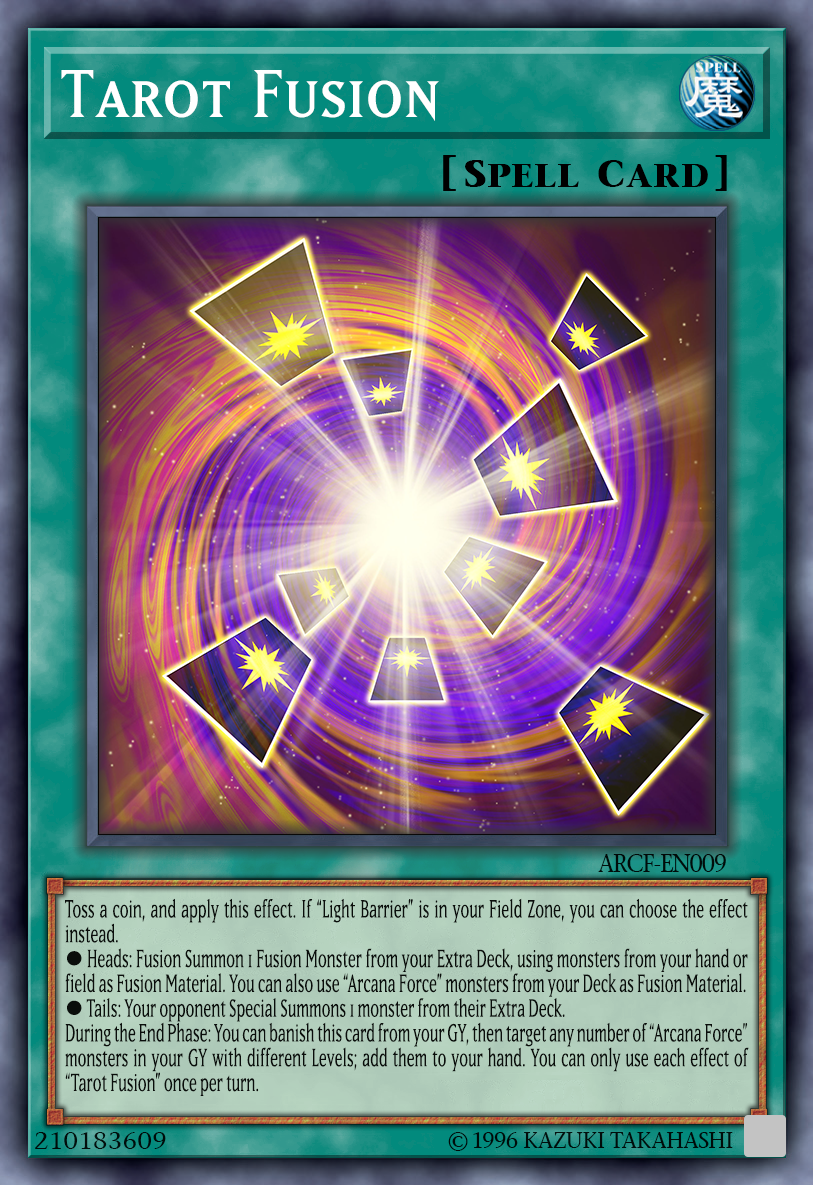 Tarot Fusion
SPELL
魔
[Spell Card]
ARCF-EN009
Toss a coin, and apply this effect. If “Light Barrier” is in your Field Zone, you can choose the effect
instead.
● Heads: Fusion Summon 1 Fusion Monster from your Extra Deck, using monsters from your hand or
field as Fusion Material. You can also use “Arcana Force” monsters from your Deck as Fusion Material.
● Tails: Your opponent Special Summons 1 monster from their Extra Deck.
During the End Phase: You can banish this card from your GY, then target any number of “Arcana Force”
monsters in your GY with different Levels; add them to your hand. You can only use each effect of
“Tarot Fusion” once per turn.
210183609
© 1996 KAZUKI TAKAHASHI